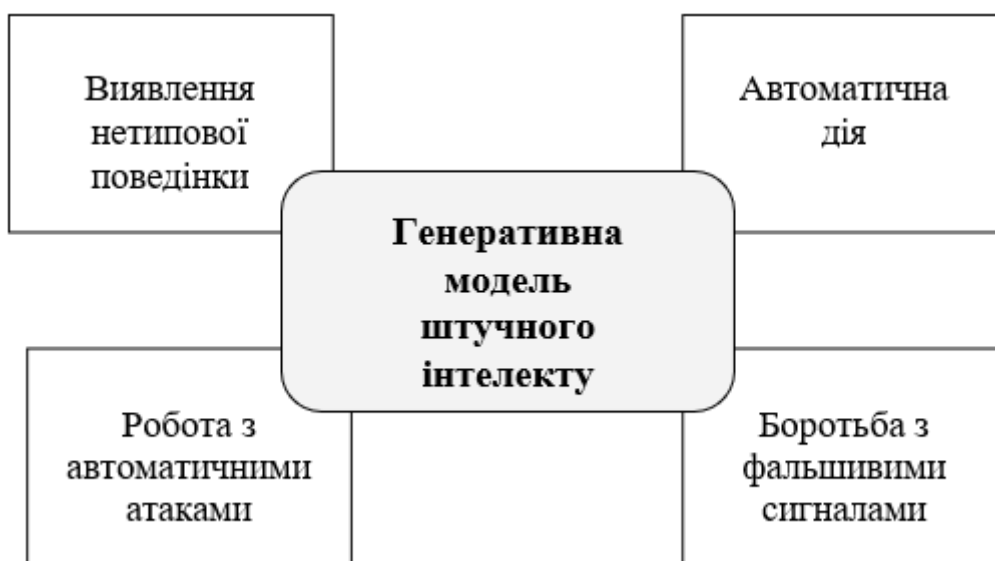 Виявлення
нетипової
поведінки
Автоматична
дія
Генеративна
модель
штучного
інтелекту
Робота з
автоматичними
атаками
Боротьба з
фальшивими
сигналами